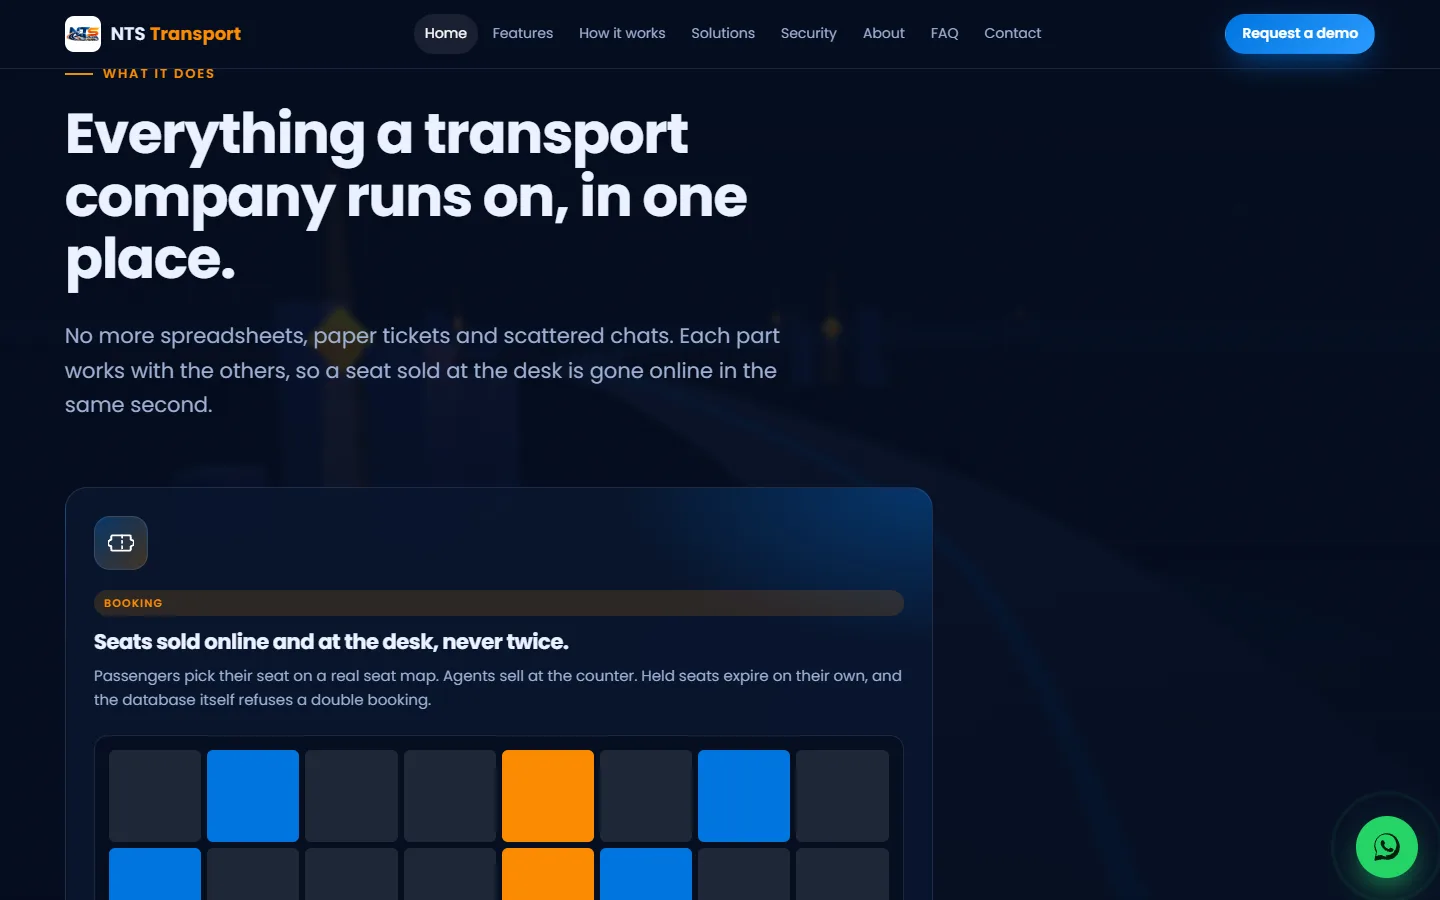 NTS
NTS Transport
Home
Features
How it works
Solutions
Security
About
FAQ
Contact
Request a demo
WHAT IT DOES
Everything a transport
company runs on, in one
place.
No more spreadsheets, paper tickets and scattered chats. Each part
works with the others, so a seat sold at the desk is gone online in the
same second.
BOOKING
Seats sold online and at the desk, never twice.
Passengers pick their seat on a real seat map. Agents sell at the counter. Held seats expire on their own, and
the database itself refuses a double booking.